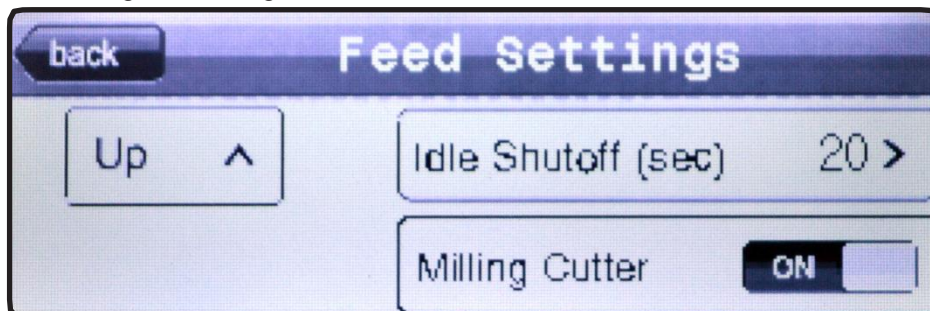 back
Feed Settings
Up
Idle Shutoff (sec) 20 >
Milling Cutter ON